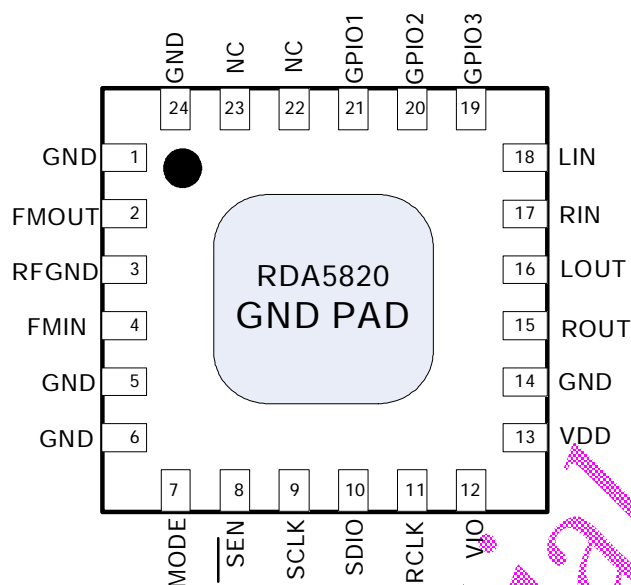 GND
NC
NC
GPIO1
GPIO2
GPIO3
24
23
22
21
20
19
GND 1
18 LIN
FMOUT 2
17 RIN
RFGND 3
16 LOUT
RDA5820
GND PAD
FMIN 4
15 ROUT
GND 5
14 GND
GND 6
13 VDD
7
8
9
10
11
12
MODE
SEN
SCLK
SDIO
RCLK
VIO